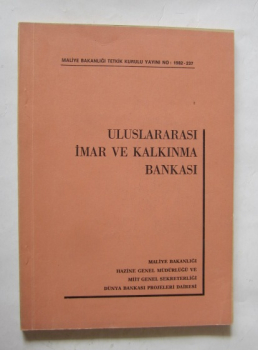 MALİYE BAKANLIĞI TETKİK KURULU YAYIN NO : 1982-237
ULUSLARARASI
İMAR VE KALKINMA
BANKASI
MALİYE BAKANLIĞI
HAZİNE GENEL MÜDÜRLÜĞÜ VE
MİİT GENEL SEKRETERLİĞİ
DÜNYA BANKASI PROJELERİ DAİRESİ